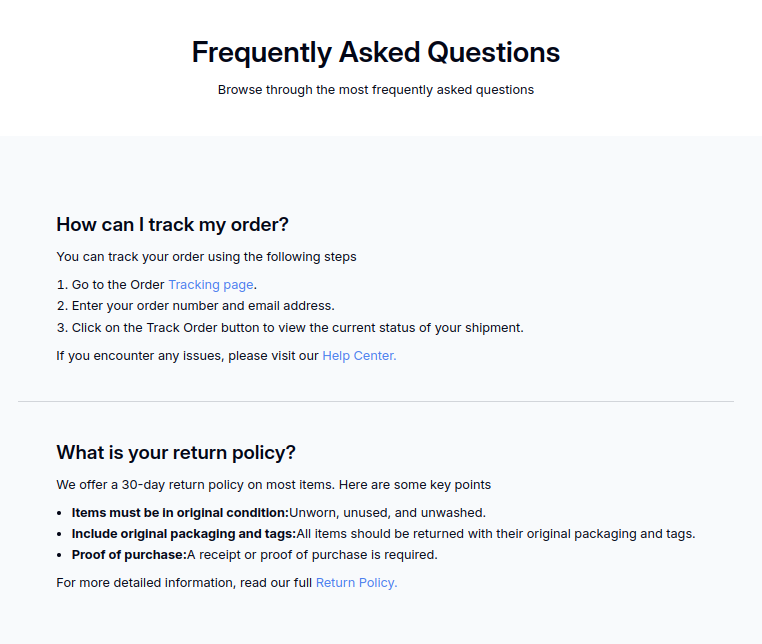 Frequently Asked Questions
Browse through the most frequently asked questions
How can I track my order?
You can track your order using the following steps
1. Go to the Order Tracking page.
2. Enter your order number and email address.
3. Click on the Track Order button to view the current status of your shipment.
If you encounter any issues, please visit our Help Center.
What is your return policy?
We offer a 30-day return policy on most items. Here are some key points
• Items must be in original condition:Unworn, unused, and unwashed.
• Include original packaging and tags:All items should be returned with their original packaging and tags.
• Proof of purchase:A receipt or proof of purchase is required.
For more detailed information, read our full Return Policy.